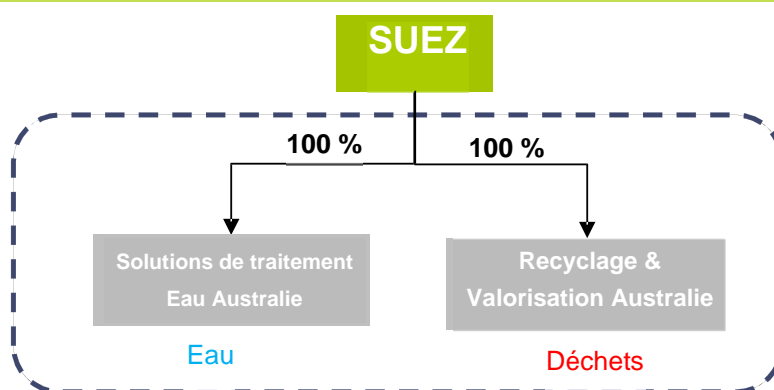 SUEZ
100 %
100 %
Solutions de traitement
Eau Australie
Recyclage &
Valorisation Australie
Eau
Déchets